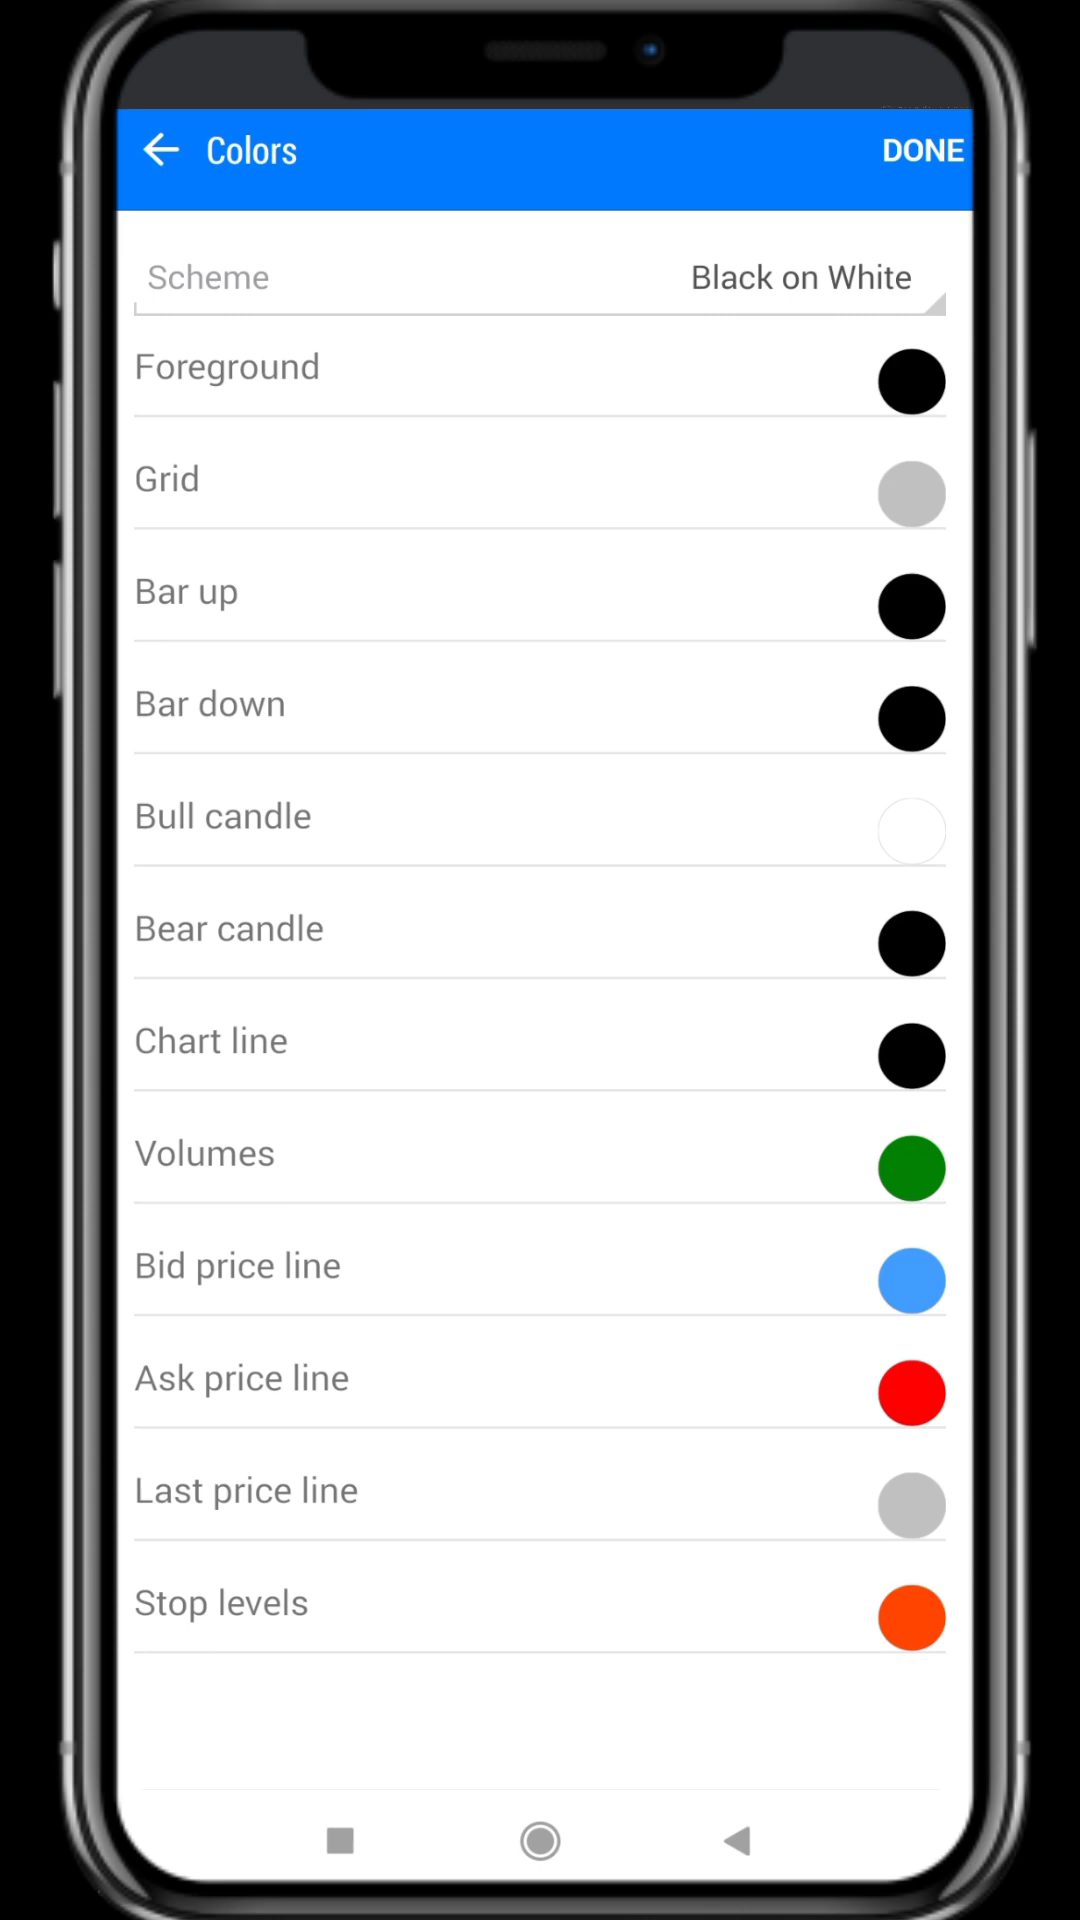 Colors
DONE
Scheme
Black on White
Foreground
Grid
Bar up
Bar down
Bull candle
Bear candle
Chart line
Volumes
Bid price line
Ask price line
Last price line
Stop levels